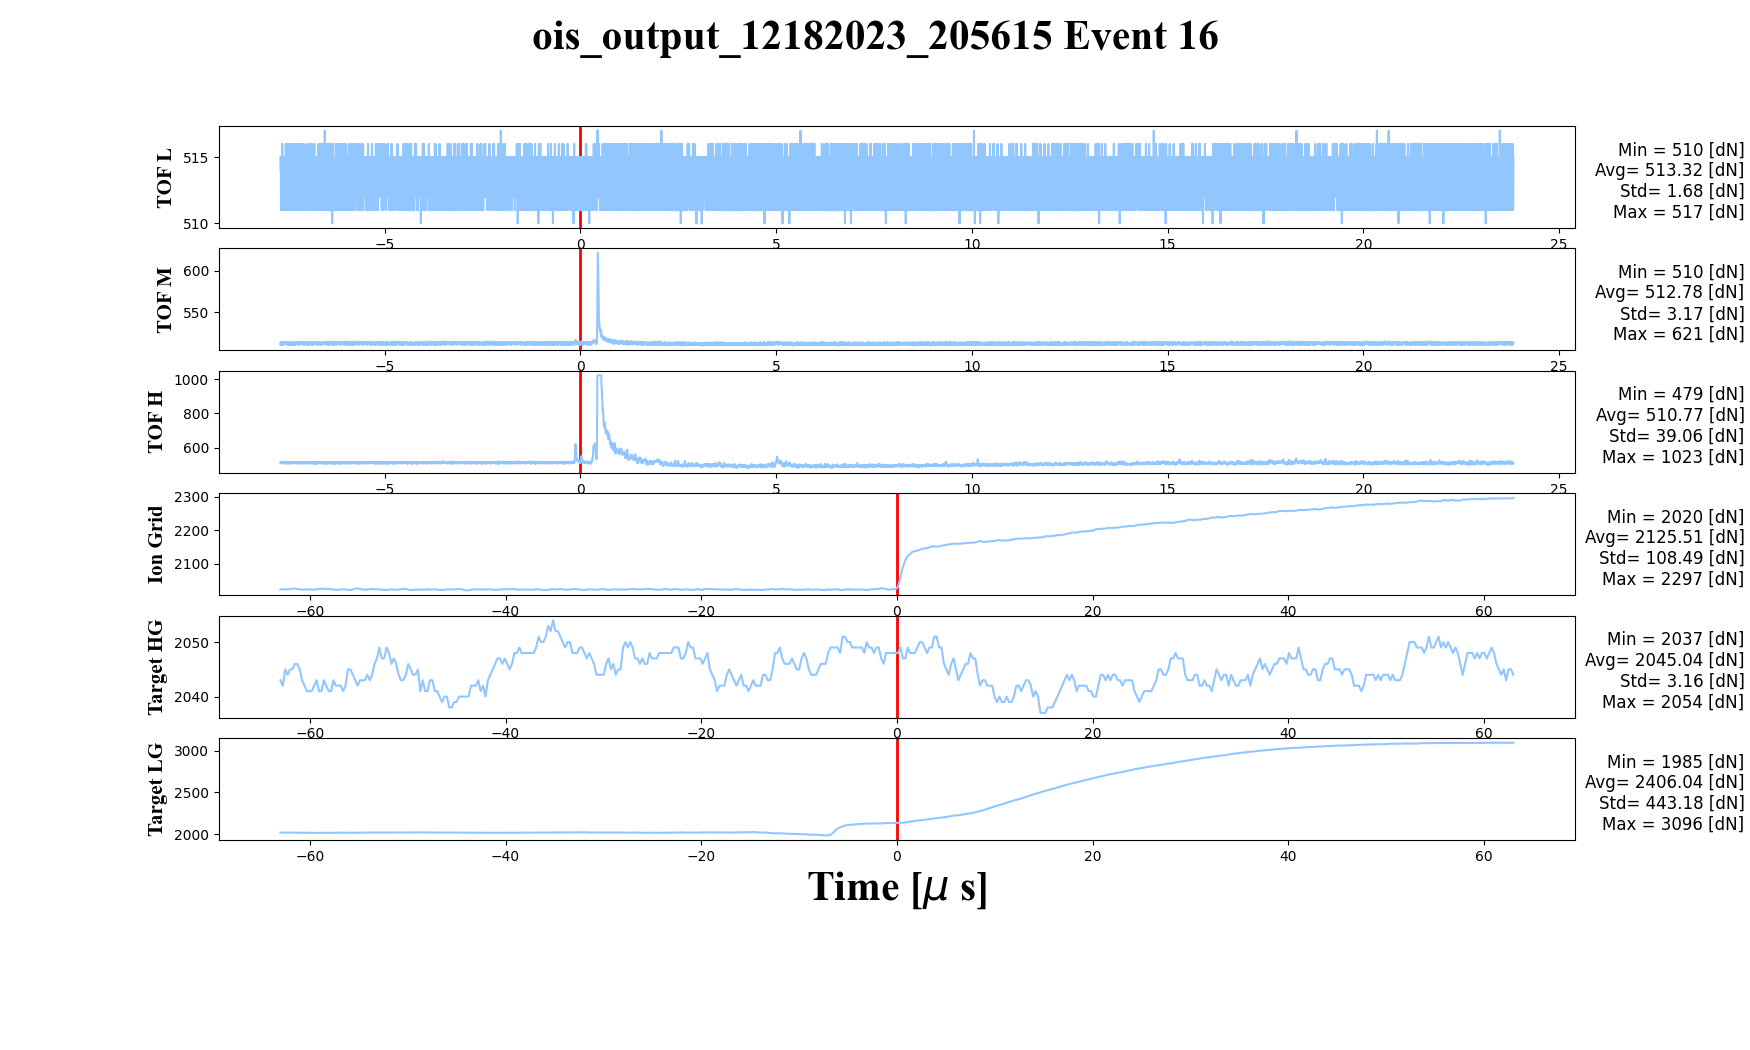 ois_output_12182023_205615 Event 16
TOF L
515
510
−5 0 5 10 15 20 25
Min = 510 [dN]
Avg= 513.32 [dN]
Std= 1.68 [dN]
Max = 517 [dN]
TOF M
600
550
−5 0 5 10 15 20 25
Min = 510 [dN]
Avg= 512.78 [dN]
Std= 3.17 [dN]
Max = 621 [dN]
TOF H
1000
800
600
−5 0 5 10 15 20 25
Min = 479 [dN]
Avg= 510.77 [dN]
Std= 39.06 [dN]
Max = 1023 [dN]
Ion Grid
2300
2200
2100
−60 −40 −20 0 20 40 60
Min = 2020 [dN]
Avg= 2125.51 [dN]
Std= 108.49 [dN]
Max = 2297 [dN]
Target HG
2050
2040
−60 −40 −20 0 20 40 60
Min = 2037 [dN]
Avg= 2045.04 [dN]
Std= 3.16 [dN]
Max = 2054 [dN]
Target LG
3000
2500
2000
−60 −40 −20 0 20 40 60
Min = 1985 [dN]
Avg= 2406.04 [dN]
Std= 443.18 [dN]
Max = 3096 [dN]
Time [μ s]